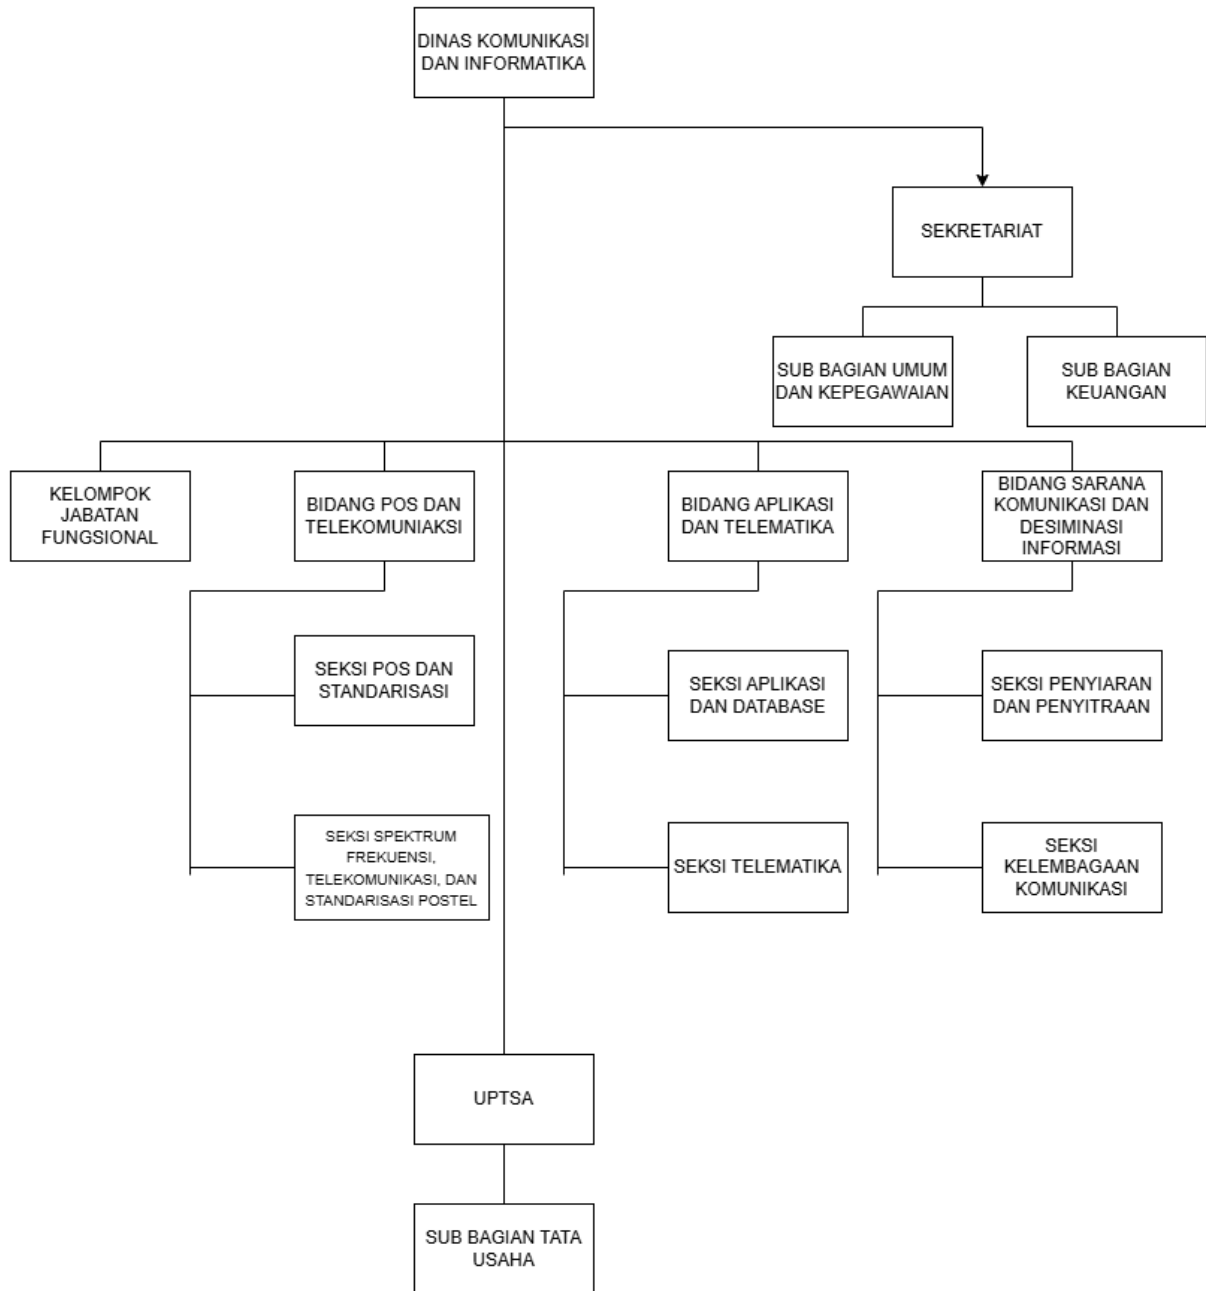 DINAS KOMUNIKASI
DAN INFORMATIKA
SEKRETARIAT
SUB BAGIAN UMUM
DAN KEPEGAWAIAN
SUB BAGIAN
KEUANGAN
KELOMPOK
JABATAN
FUNGSIONAL
BIDANG POS DAN
TELEKOMUNIAKSI
BIDANG APLIKASI
DAN TELEMATIKA
BIDANG SARANA
KOMUNIKASI DAN
DESIMINASI
INFORMASI
SEKSI POS DAN
STANDARISASI
SEKSI APLIKASI
DAN DATABASE
SEKSI PENYIARAN
DAN PENYITRAAN
SEKSI SPEKTRUM
FREKUENSI,
TELEKOMUNIKASI, DAN
STANDARISASI POSTEL
SEKSI TELEMATIKA
SEKSI
KELEMBAGAAN
KOMUNIKASI
UPTSA
SUB BAGIAN TATA
USAHA